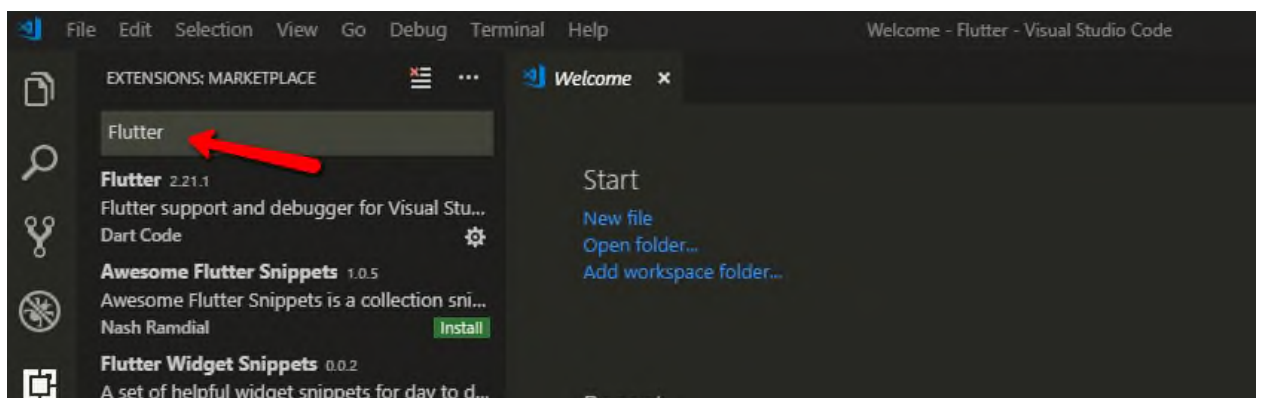 File Edit Selection View Go Debug Terminal Help
Welcome - Flutter - Visual Studio Code
EXTENSIONS: MARKETPLACE
Flutter
Flutter 2.21.1
Flutter support and debugger for Visual Stu...
Dart Code
Awesome Flutter Snippets 1.0.5
Awesome Flutter Snippets is a collection sni...
Nash Ramdial Install
Flutter Widget Snippets 0.0.2
A set of helpful widget snippets for day to d...
Welcome
Start
New file
Open folder...
Add workspace folder...